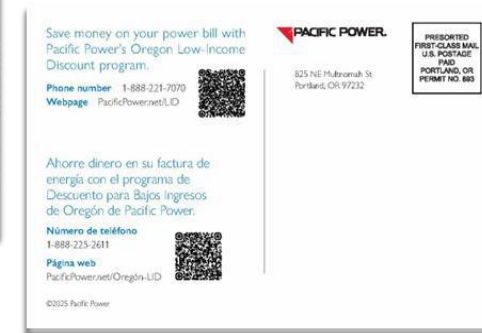 Save money on your power bill with
Pacific Power's Oregon Low-Income
Discount program.
Phone number 1-888-221-7070
Webpage PacificPower.net/LID
Ahorre dinero en su factura de
energía con el programa de
Descuento para Bajos Ingresos
de Oregón de Pacific Power.
Número de teléfono
1-888-225-2611
Página web
PacificPower.net/Oregón-LID
©2025 Pacific Power
PACIFIC POWER.
825 NE Multnomah St.
Portland, OR 97232
PRESORTED
FIRST-CLASS MAIL
U.S. POSTAGE
PAID
PORTLAND, OR
PERMIT NO. 693